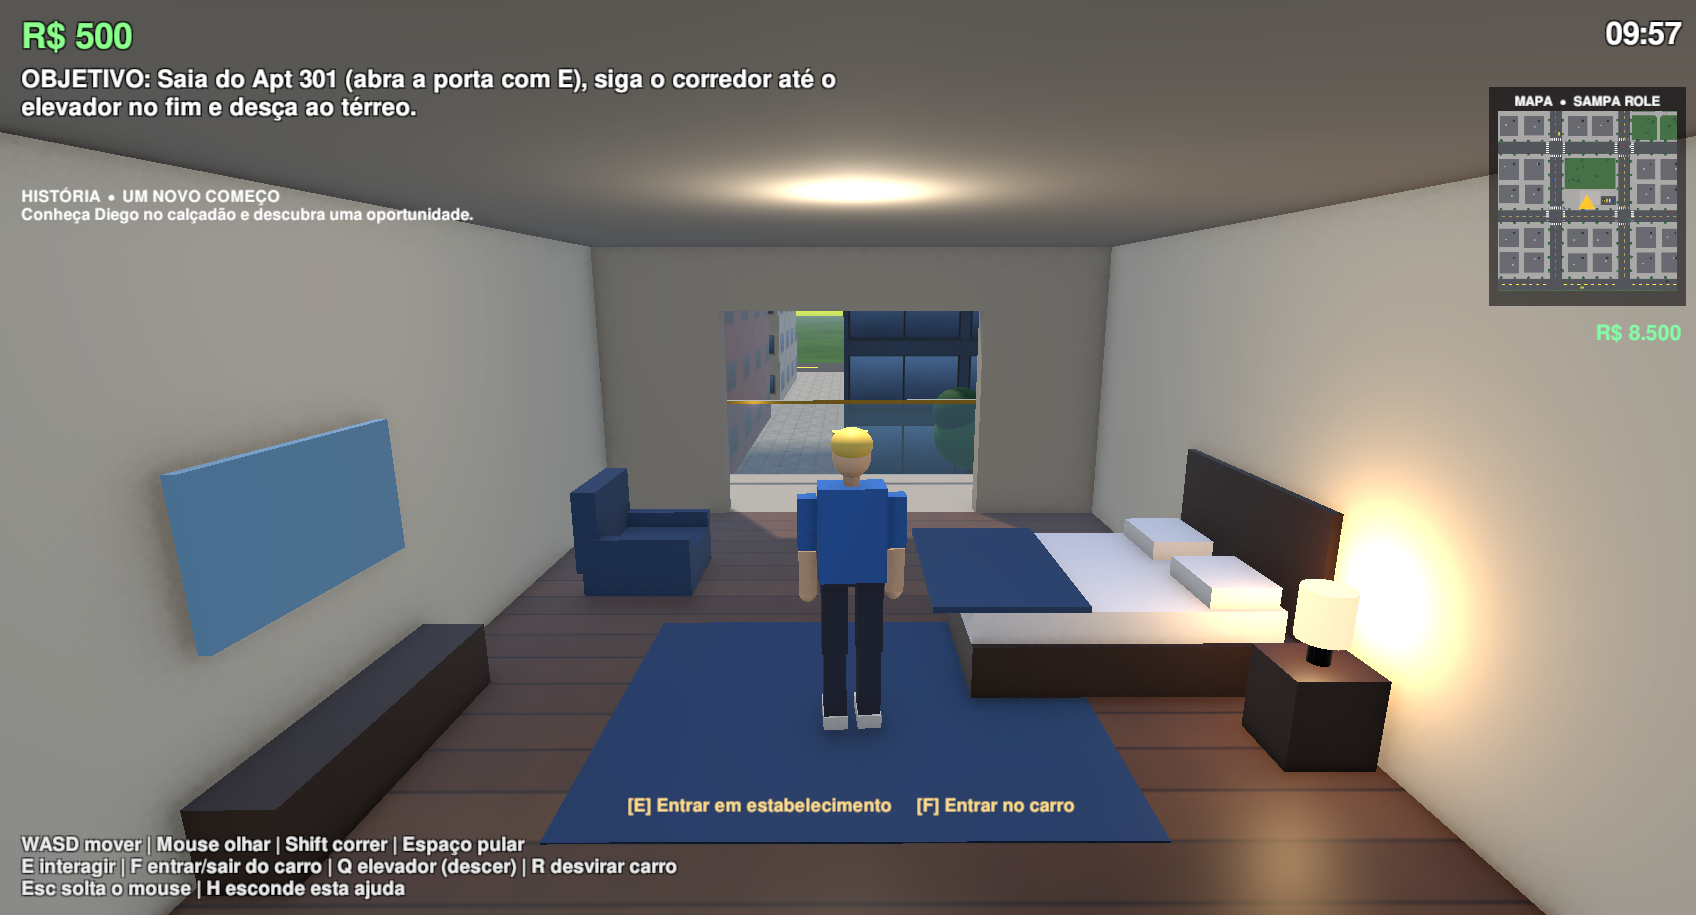 R$ 500
09:57
OBJETIVO: Saia do Apt 301 (abra a porta com E), siga o corredor até o
elevador no fim e desça ao térreo.
MAPA • SAMPA ROLE
HISTÓRIA • UM NOVO COMEÇO
Conheça Diego no calçadão e descubra uma oportunidade.
R$ 8.500
[E] Entrar em estabelecimento [F] Entrar no carro
WASD mover | Mouse olhar | Shift correr | Espaço pular
E interagir | F entrar/sair do carro | Q elevador (descer) | R desvirar carro
Esc solta o mouse | H esconde esta ajuda